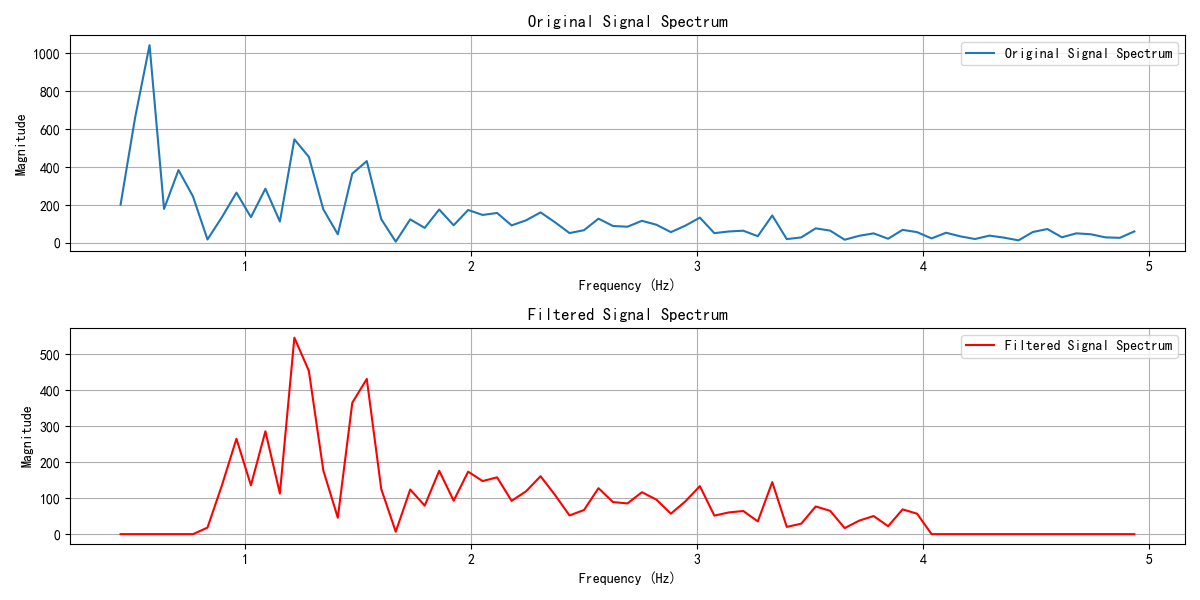 Original Signal Spectrum
1000
800
600
400
200
0
Magnitude
Original Signal Spectrum
1 2 3 4 5
Frequency (Hz)
Filtered Signal Spectrum
500
400
300
200
100
0
Magnitude
Filtered Signal Spectrum
1 2 3 4 5
Frequency (Hz)